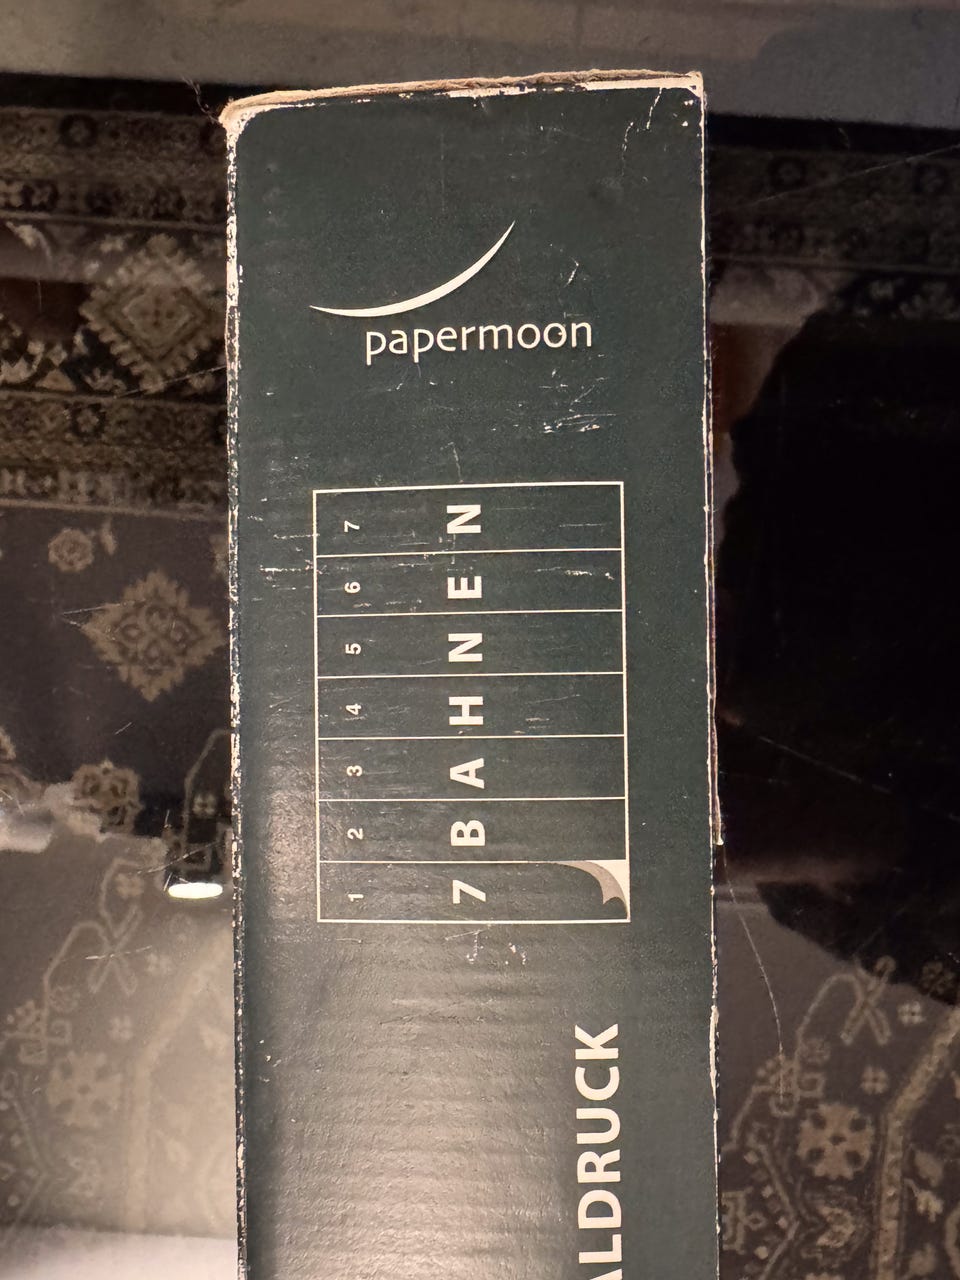 papermoon
1 2 3 4 5 6 7
7 BAHNEN
ALDRUCK